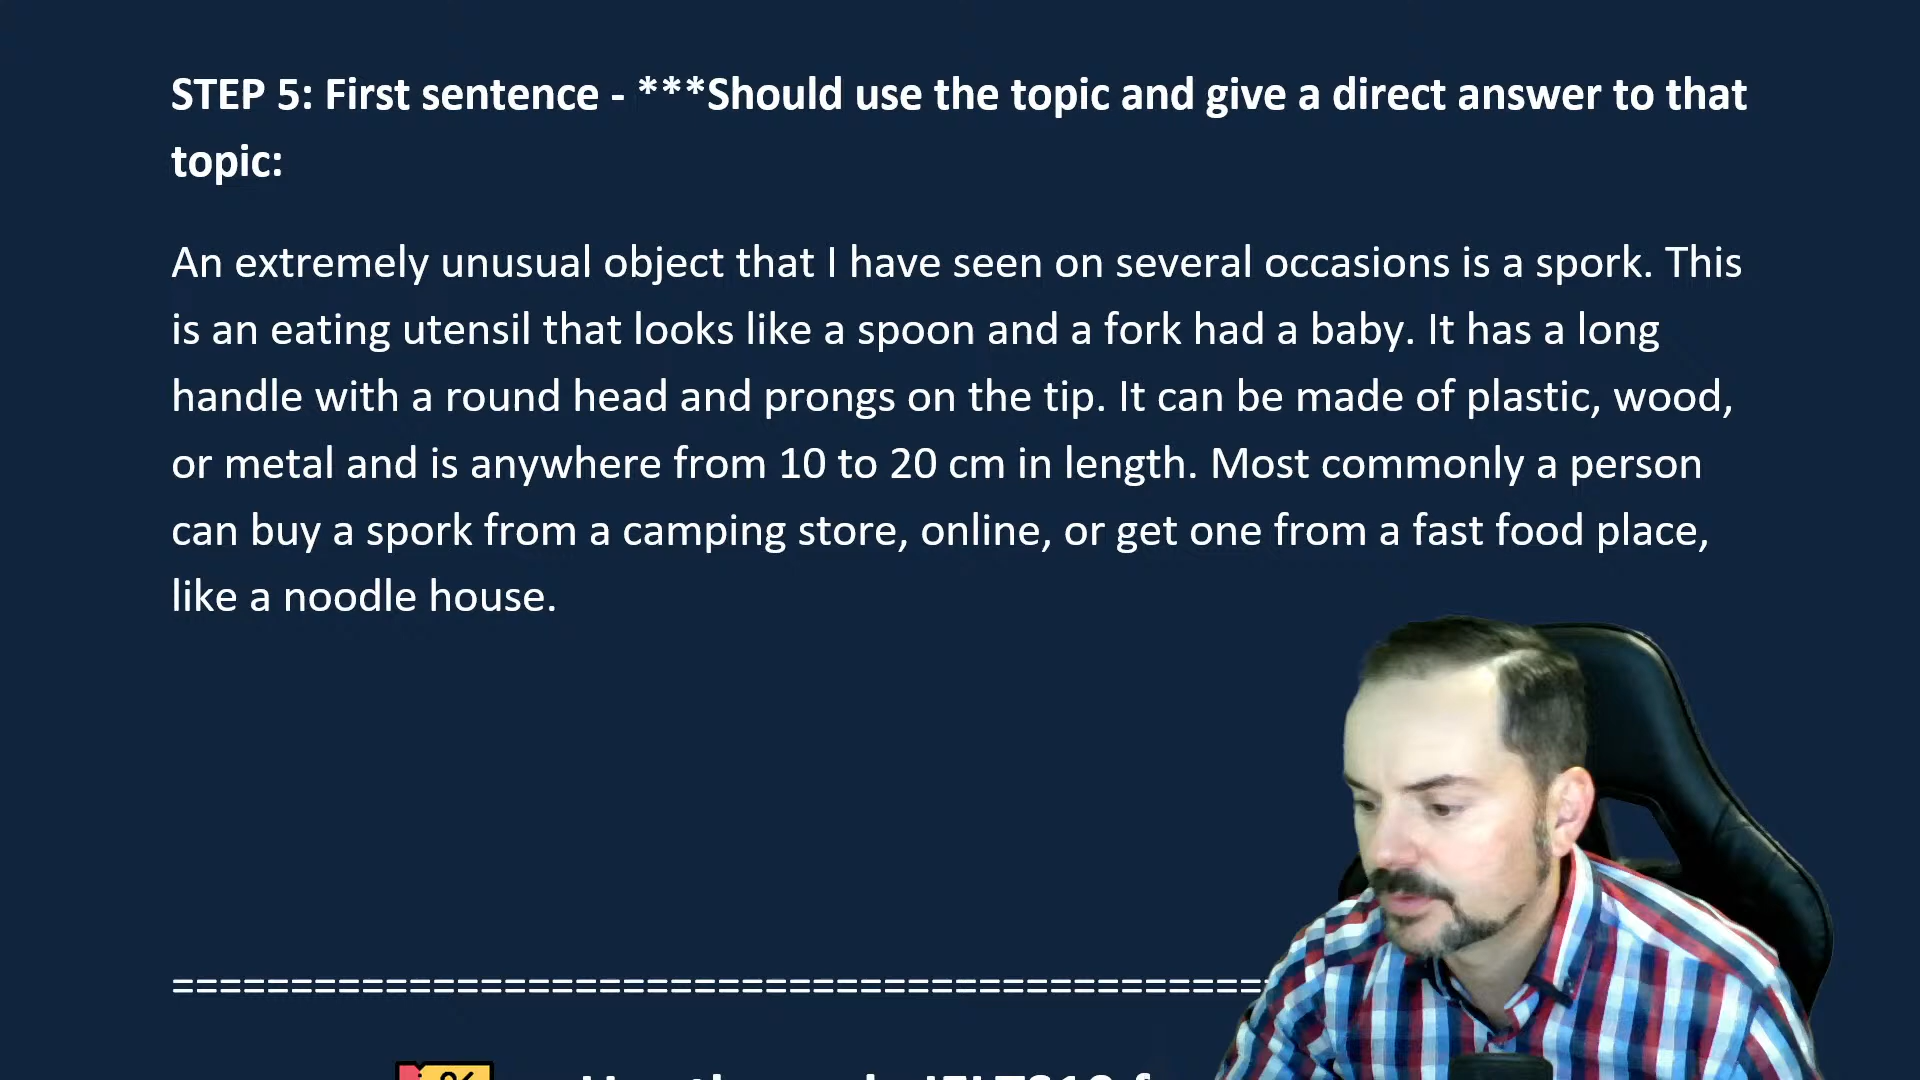 STEP 5: First sentence - ***Should use the topic and give a direct answer to that
topic:
An extremely unusual object that I have seen on several occasions is a spork. This
is an eating utensil that looks like a spoon and a fork had a baby. It has a long
handle with a round head and prongs on the tip. It can be made of plastic, wood,
or metal and is anywhere from 10 to 20 cm in length. Most commonly a person
can buy a spork from a camping store, online, or get one from a fast food place,
like a noodle house.
==============================================
%